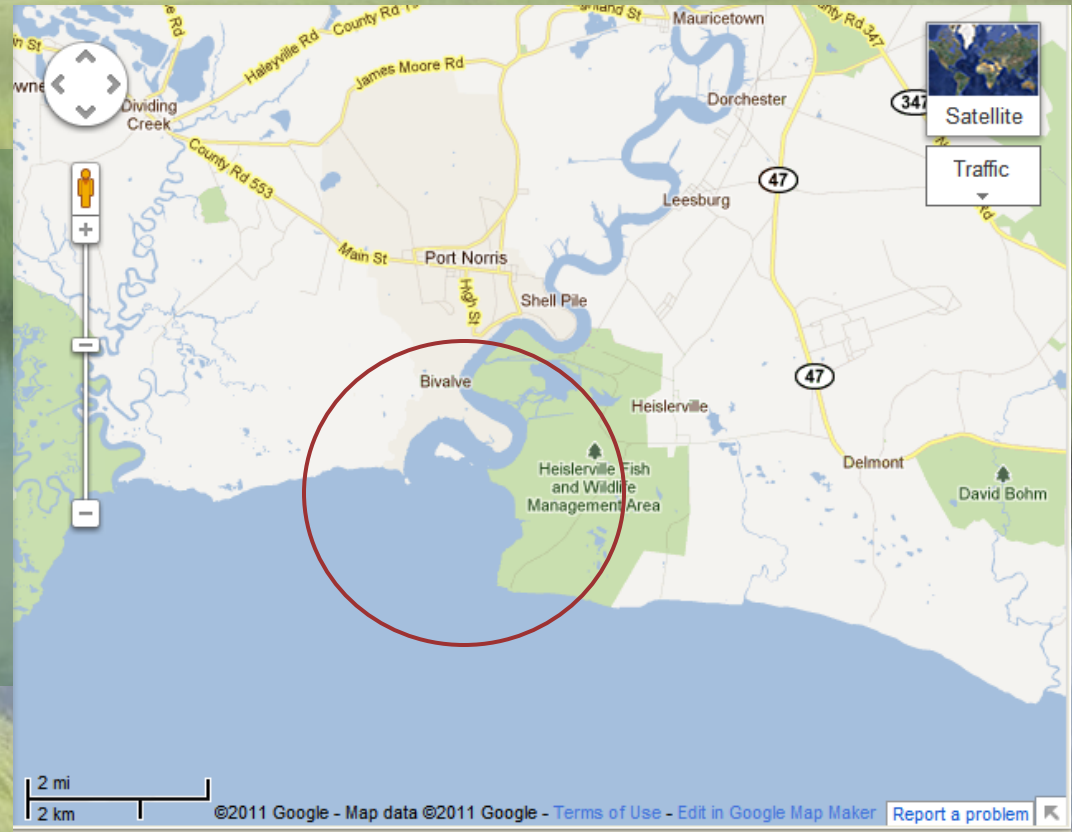 County Rd
Mauricetown
Haleyville Rd
James Moore Rd
347
Satellite
Dorchester
Dividing
Creek
Traffic
County Rd 553
47
Leesburg
Main St
Port Norris
High St
Shell Pile
47
Bivalve
Heislerville
Delmont
Heislerville Fish
and Wildlife
Management Area
David Bohm
2 mi
2 km
©2011 Google - Map data ©2011 Google - Terms of Use - Edit in Google Map Maker
Report a problem